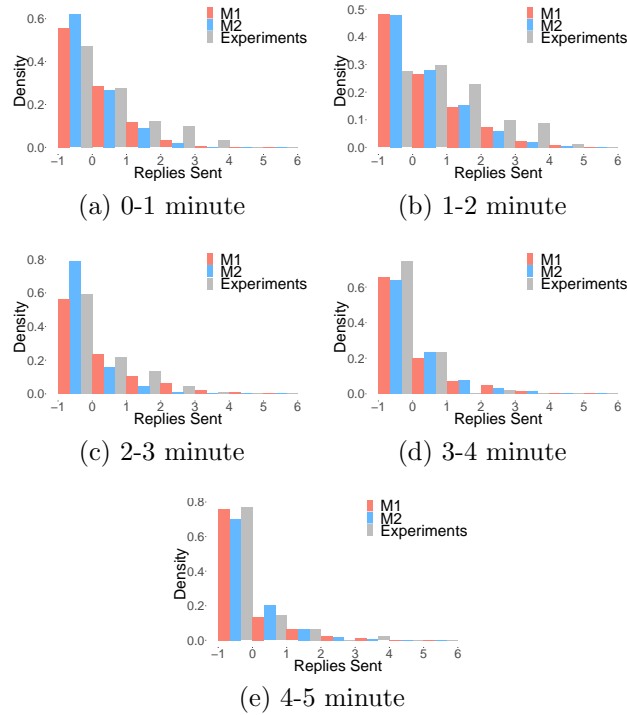 M1
M2
Experiments
Density
0.6
0.4
0.2
0.0
−1 0 1 2 3 4 5 6
Replies Sent
(a) 0-1 minute
M1
M2
Experiments
Density
0.5
0.4
0.3
0.2
0.1
0.0
−1 0 1 2 3 4 5 6
Replies Sent
(b) 1-2 minute
M1
M2
Experiments
Density
0.8
0.6
0.4
0.2
0.0
−1 0 1 2 3 4 5 6
Replies Sent
(c) 2-3 minute
M1
M2
Experiments
Density
0.6
0.4
0.2
0.0
−1 0 1 2 3 4 5 6
Replies Sent
(d) 3-4 minute
M1
M2
Experiments
Density
0.8
0.6
0.4
0.2
0.0
−1 0 1 2 3 4 5 6
Replies Sent
(e) 4-5 minute